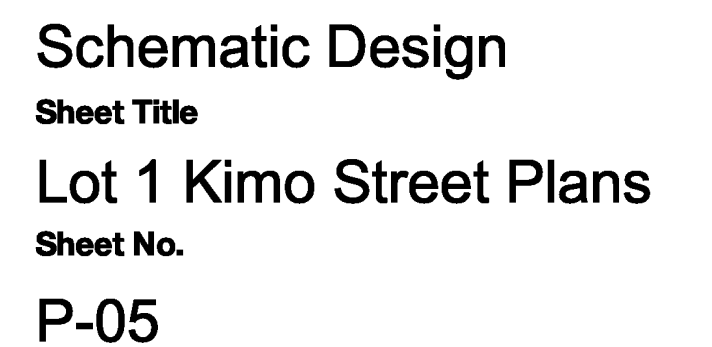 Schematic Design
Sheet Title
Lot 1 Kimo Street Plans
Sheet No.
P-05